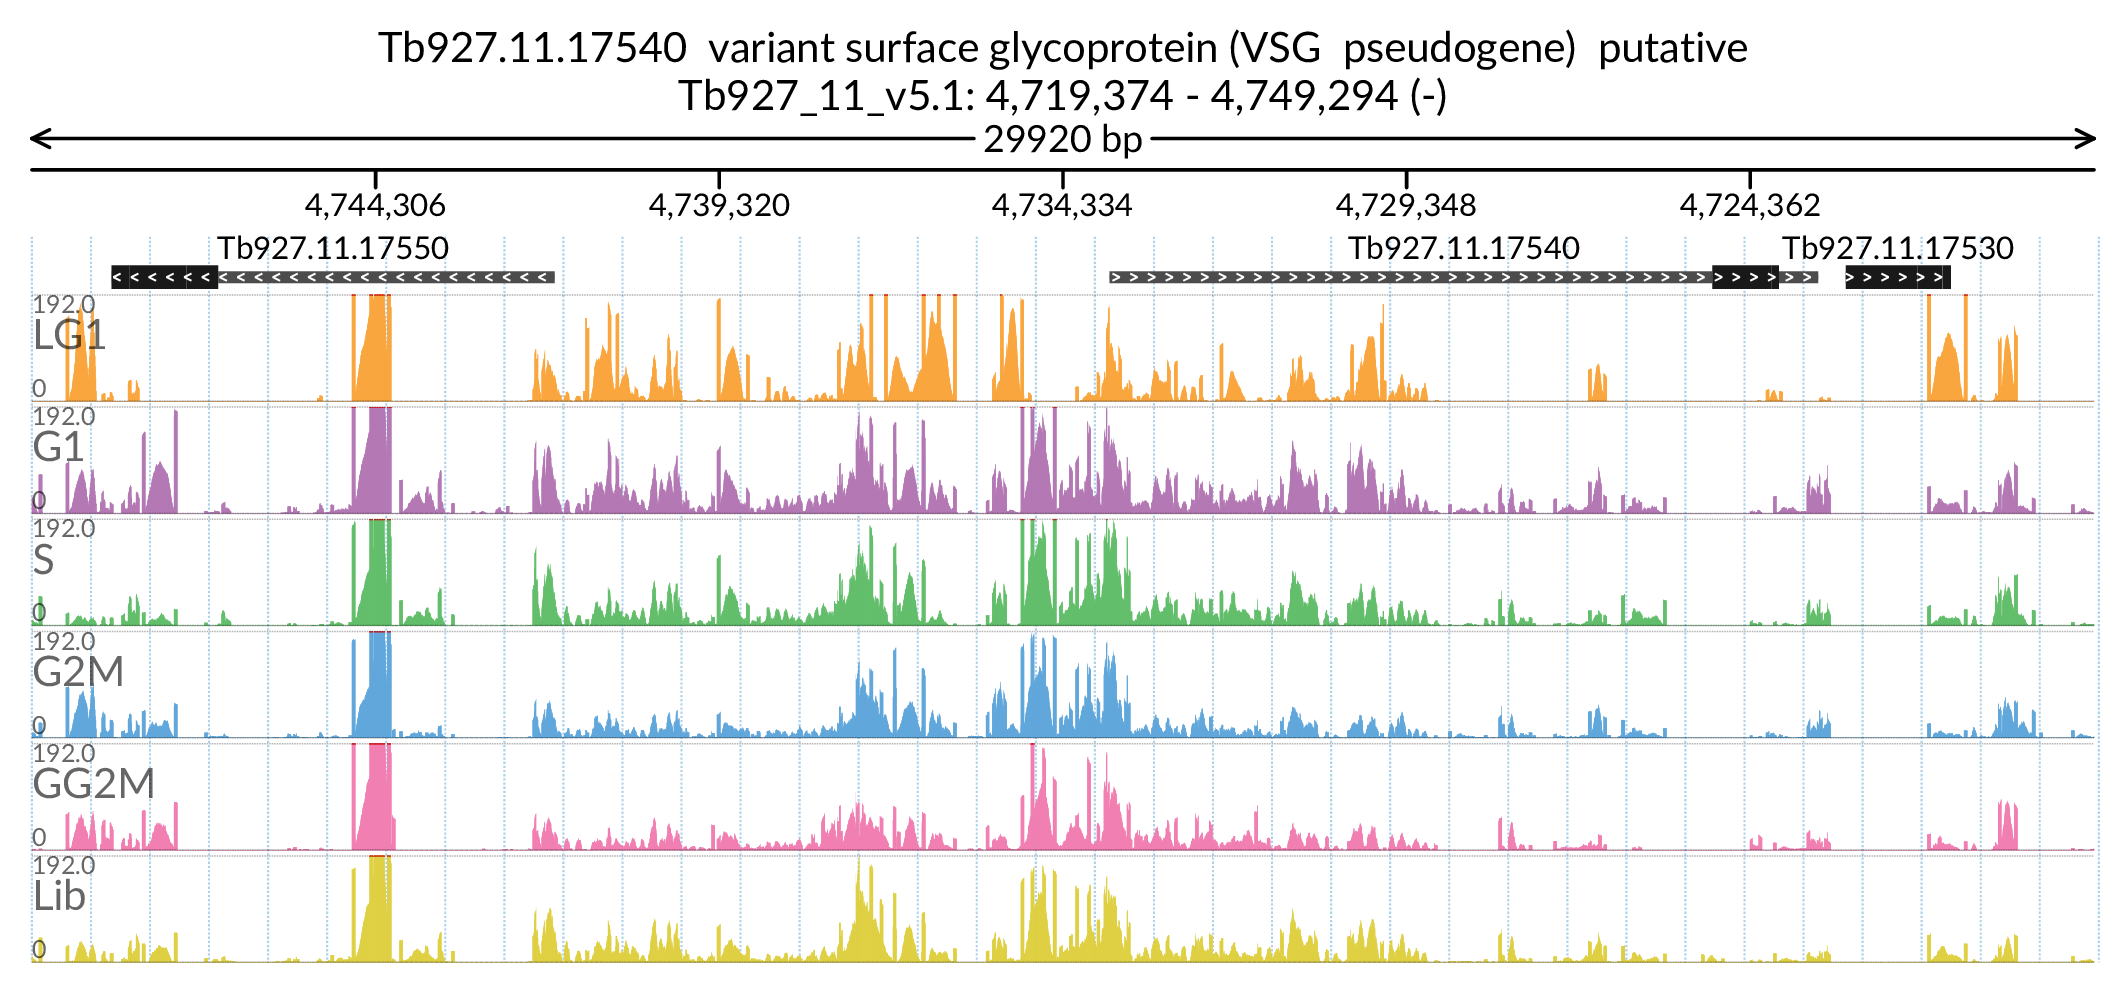 Tb927.11.17540 variant surface glycoprotein (VSG pseudogene) putative
Tb927_11_v5.1: 4,719,374 - 4,749,294 (-)
29920 bp
4,744,306 4,739,320 4,734,334 4,729,348 4,724,362
Tb927.11.17550 Tb927.11.17540 Tb927.11.17530
192.0
LG1
0
192.0
G1
0
192.0
S
0
192.0
G2M
0
192.0
GG2M
0
192.0
Lib
0